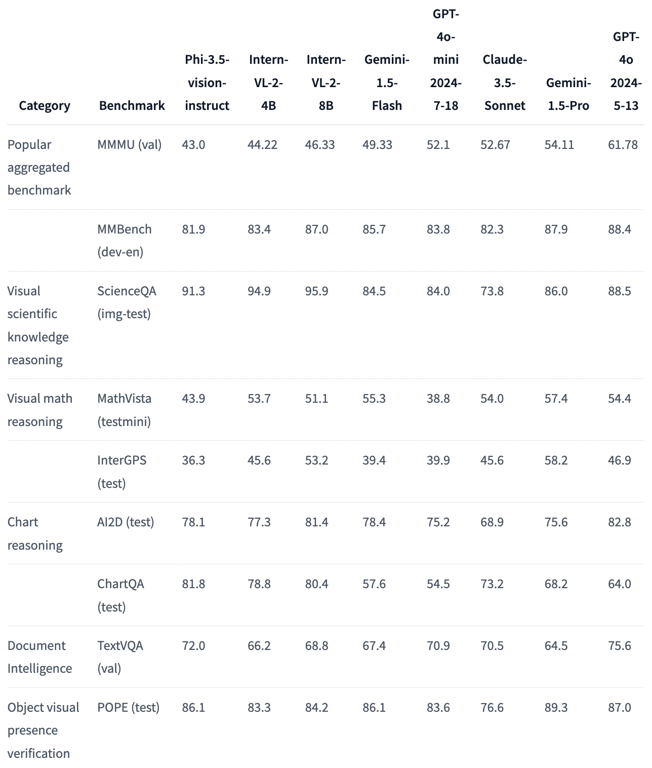 Category Benchmark Phi-3.5-vision-instruct Intern-VL-2-4B Intern-VL-2-8B Gemini-1.5-Flash GPT-4o-mini 2024-7-18 Claude-3.5-Sonnet Gemini-1.5-Pro GPT-4o 2024-5-13
Popular aggregated benchmark MMMU (val) 43.0 44.22 46.33 49.33 52.1 52.67 54.11 61.78
MMBench (dev-en) 81.9 83.4 87.0 85.7 83.8 82.3 87.9 88.4
Visual scientific knowledge reasoning ScienceQA (img-test) 91.3 94.9 95.9 84.5 84.0 73.8 86.0 88.5
Visual math reasoning MathVista (testmini) 43.9 53.7 51.1 55.3 38.8 54.0 57.4 54.4
InterGPS (test) 36.3 45.6 53.2 39.4 39.9 45.6 58.2 46.9
Chart reasoning AI2D (test) 78.1 77.3 81.4 78.4 75.2 68.9 75.6 82.8
ChartQA (test) 81.8 78.8 80.4 57.6 54.5 73.2 68.2 64.0
Document Intelligence TextVQA (val) 72.0 66.2 68.8 67.4 70.9 70.5 64.5 75.6
Object visual presence verification POPE (test) 86.1 83.3 84.2 86.1 83.6 76.6 89.3 87.0